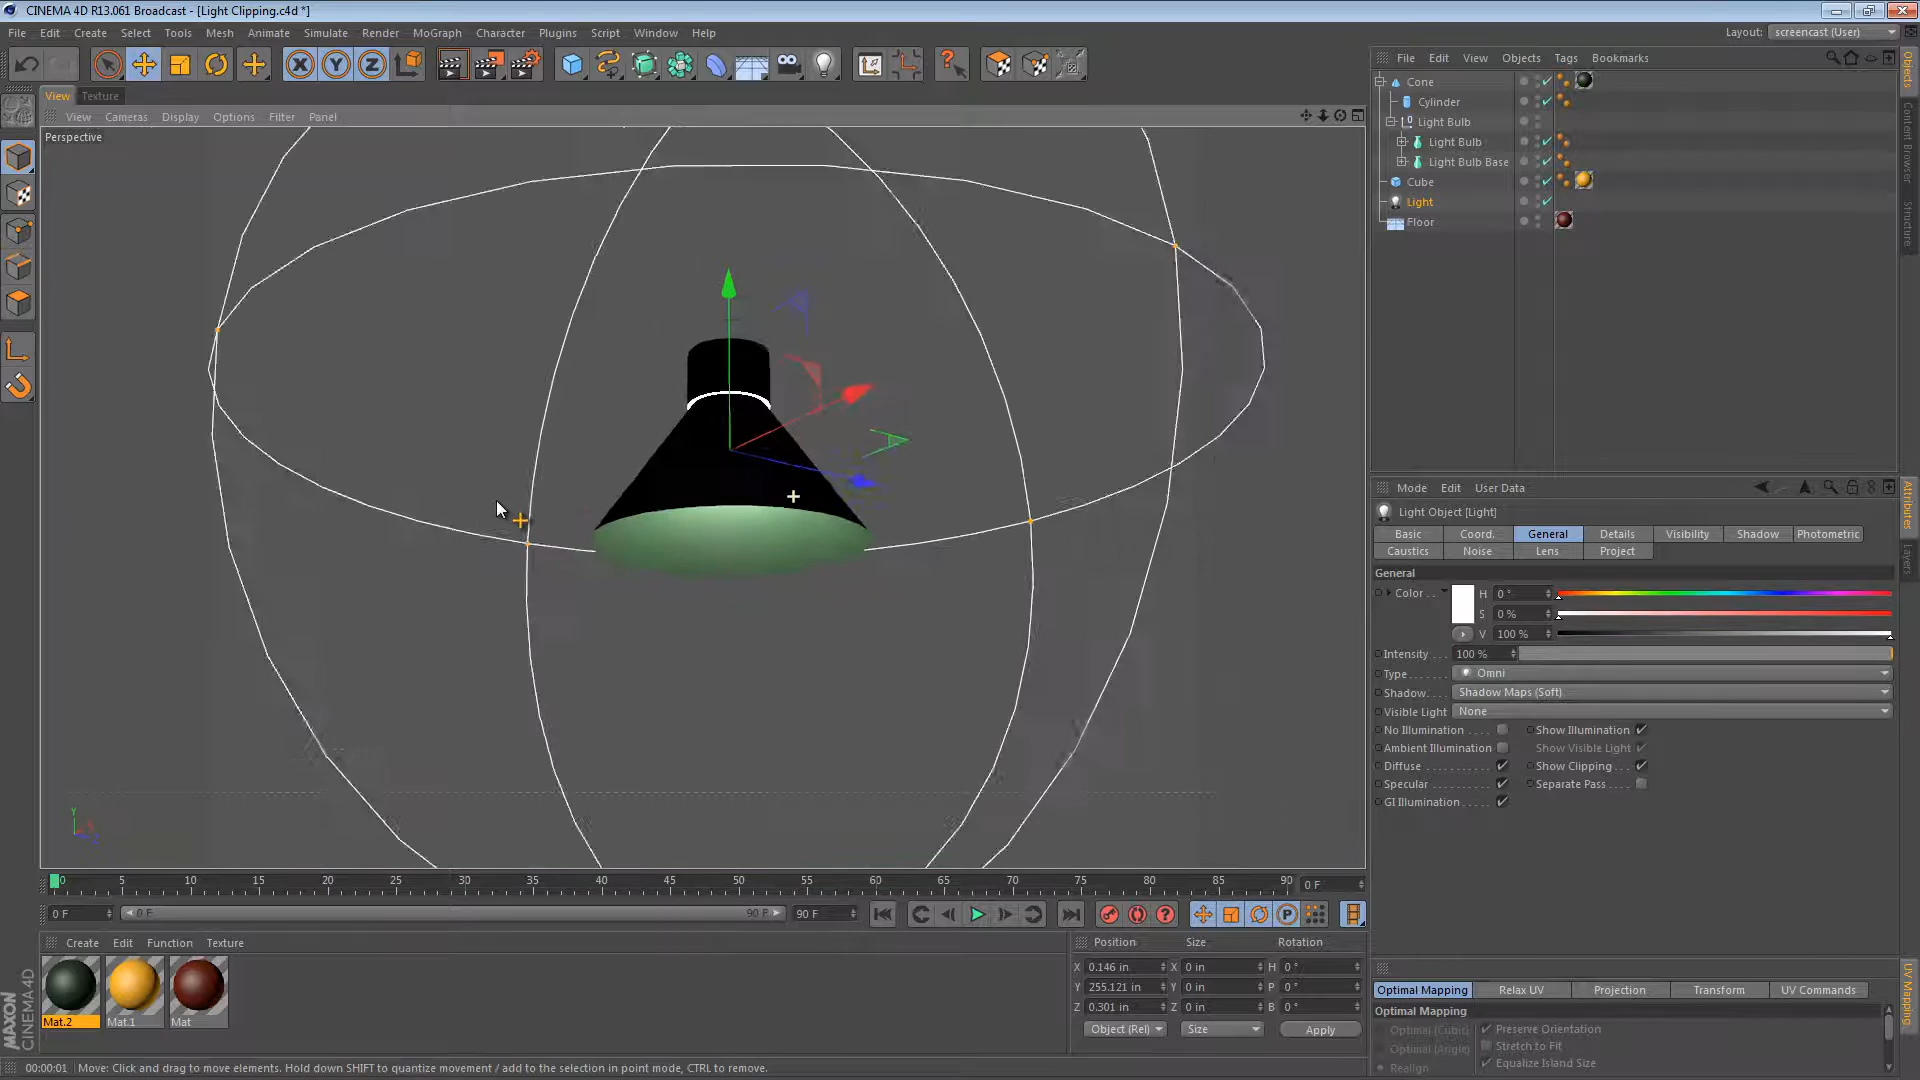 CINEMA 4D R13.061 Broadcast - [Light Clipping.c4d *]
File Edit Create Select Tools Mesh Animate Simulate Render MoGraph Character Plugins Script Window Help
Layout: screencast (User)
File Edit View Objects Tags Bookmarks
View Texture
View Cameras Display Options Filter Panel
Perspective
Cone
Cylinder
Light Bulb
Light Bulb
Light Bulb Base
Cube
Light
Floor
Objects
Content Browser
Structure
Mode Edit User Data
Light Object [Light]
Basic Coord. General Details Visibility Shadow Photometric
Caustics Noise Lens Project
General
Color . . H 0 °
S 0 %
V 100 %
Intensity . . . 100 %
Type . . . . . . . Omni
Shadow. . . . Shadow Maps (Soft)
Visible Light None
No Illumination . . . . Show Illumination
Ambient Illumination Show Visible Light
Diffuse . . . . . . . . . Show Clipping . . .
Specular . . . . . . . . Separate Pass . . . .
GI Illumination . . . .
Attributes
Layers
0 5 10 15 20 25 30 35 40 45 50 55 60 65 70 75 80 85 90 0 F
0 F 0 F 90 F 90 F
Create Edit Function Texture
Mat.2 Mat.1 Mat
Position Size Rotation
X 0.146 in X 0 in H 0 °
Y 255.121 in Y 0 in P 0 °
Z 0.301 in Z 0 in B 0 °
Object (Rel) Size Apply
Optimal Mapping Relax UV Projection Transform UV Commands
Optimal Mapping
Optimal (Cubic) Preserve Orientation
Optimal (Angle) Stretch to Fit
Realign Equalize Island Size
UV Mapping
MAXON CINEMA 4D
00:00:01 Move: Click and drag to move elements. Hold down SHIFT to quantize movement / add to the selection in point mode, CTRL to remove.